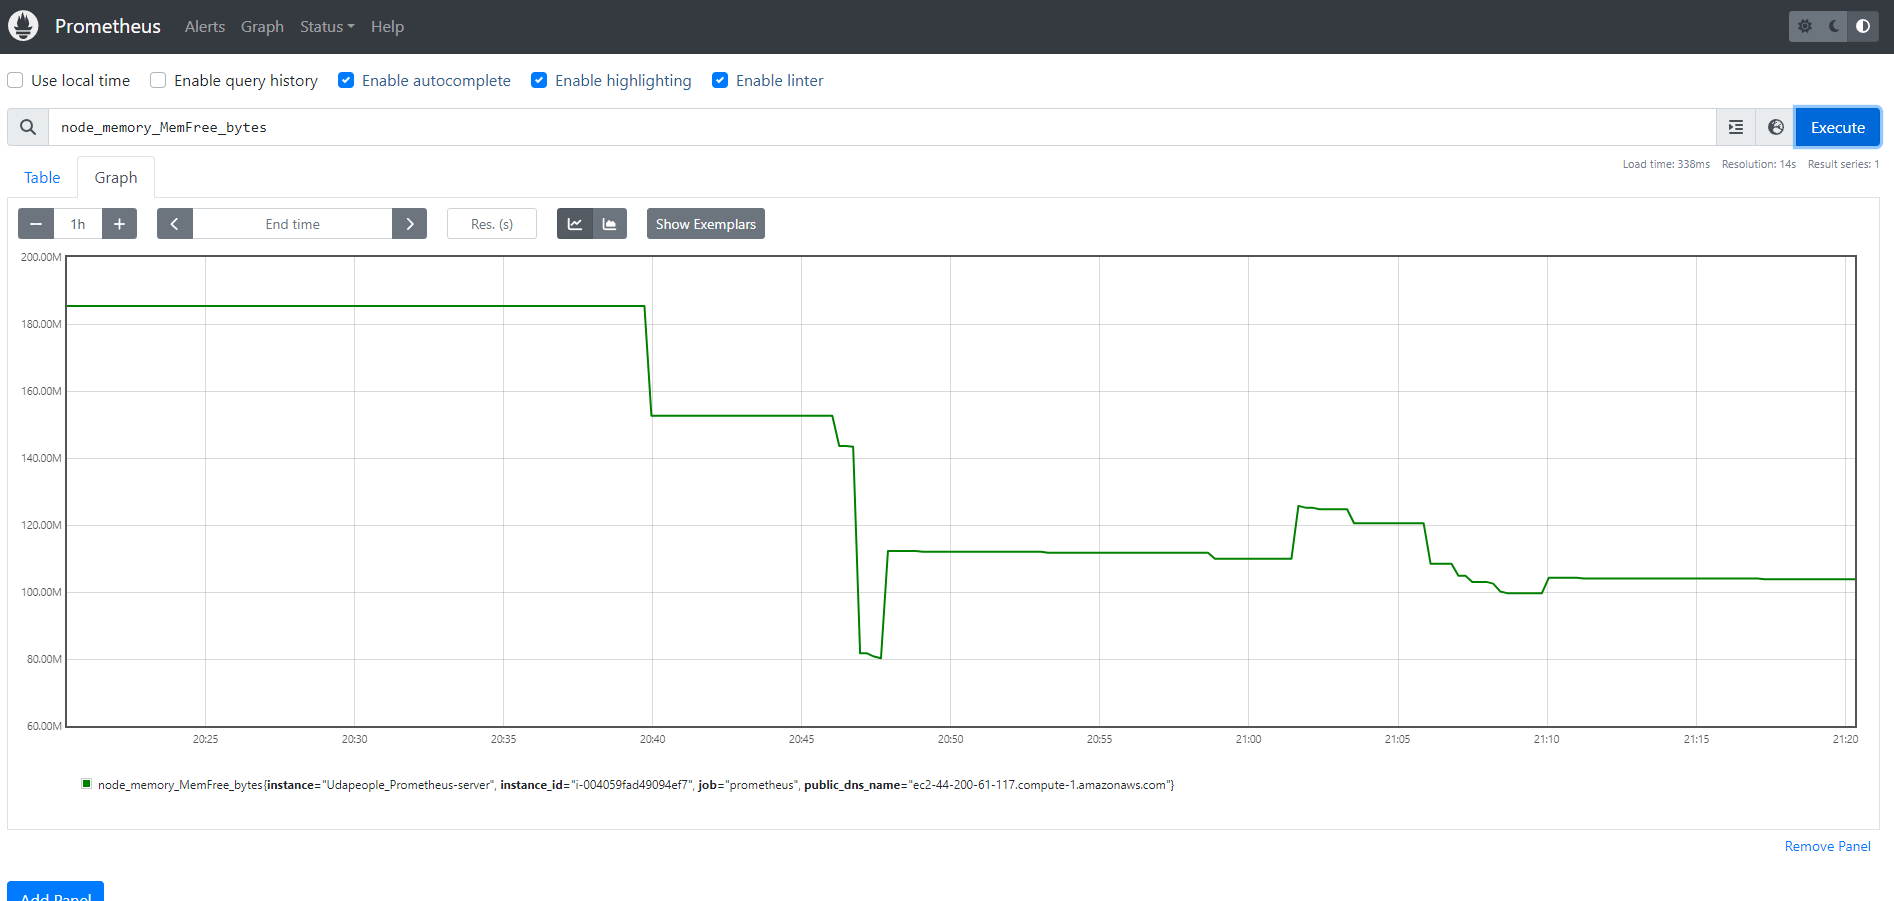 Prometheus Alerts Graph Status Help
Use local time Enable query history Enable autocomplete Enable highlighting Enable linter
node_memory_MemFree_bytes Execute
Load time: 338ms Resolution: 14s Result series: 1
Table Graph
1h End time Res. (s) Show Exemplars
200.00M
180.00M
160.00M
140.00M
120.00M
100.00M
80.00M
60.00M
20:25 20:30 20:35 20:40 20:45 20:50 20:55 21:00 21:05 21:10 21:15 21:20
node_memory_MemFree_bytes{instance="Udapeople_Prometheus-server", instance_id="i-004059fad49094ef7", job="prometheus", public_dns_name="ec2-44-200-61-117.compute-1.amazonaws.com"}
Remove Panel
Add Panel